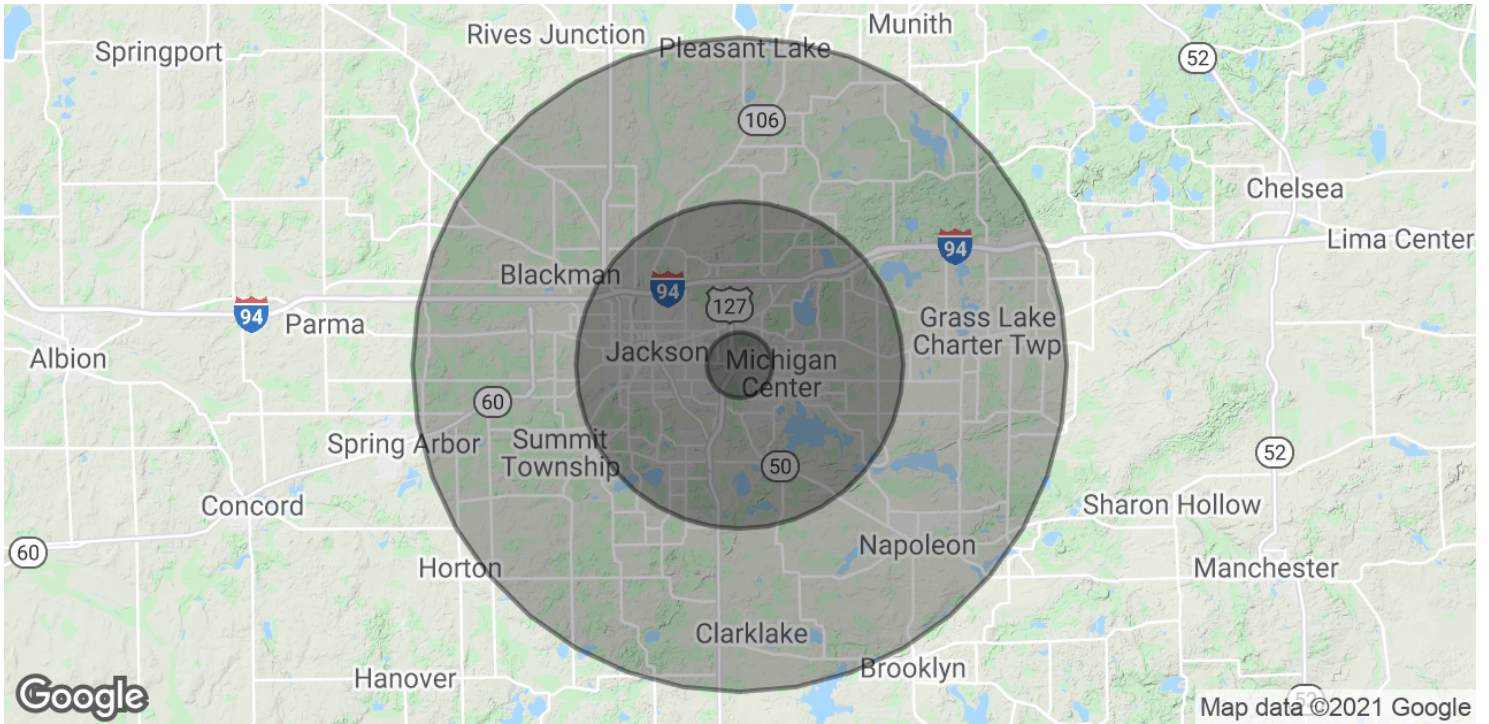 Munith
Rives Junction
Pleasant Lake
Springport
52
106
Chelsea
Lima Center
94
Blackman
94
127
94
Parma
Grass Lake
Charter Twp
Jackson
Michigan
Center
Albion
60
Spring Arbor
Summit
Township
50
52
Concord
Sharon Hollow
Napoleon
60
Horton
Manchester
Clarklake
Brooklyn
Hanover
Google
52
Map data ©2021 Google